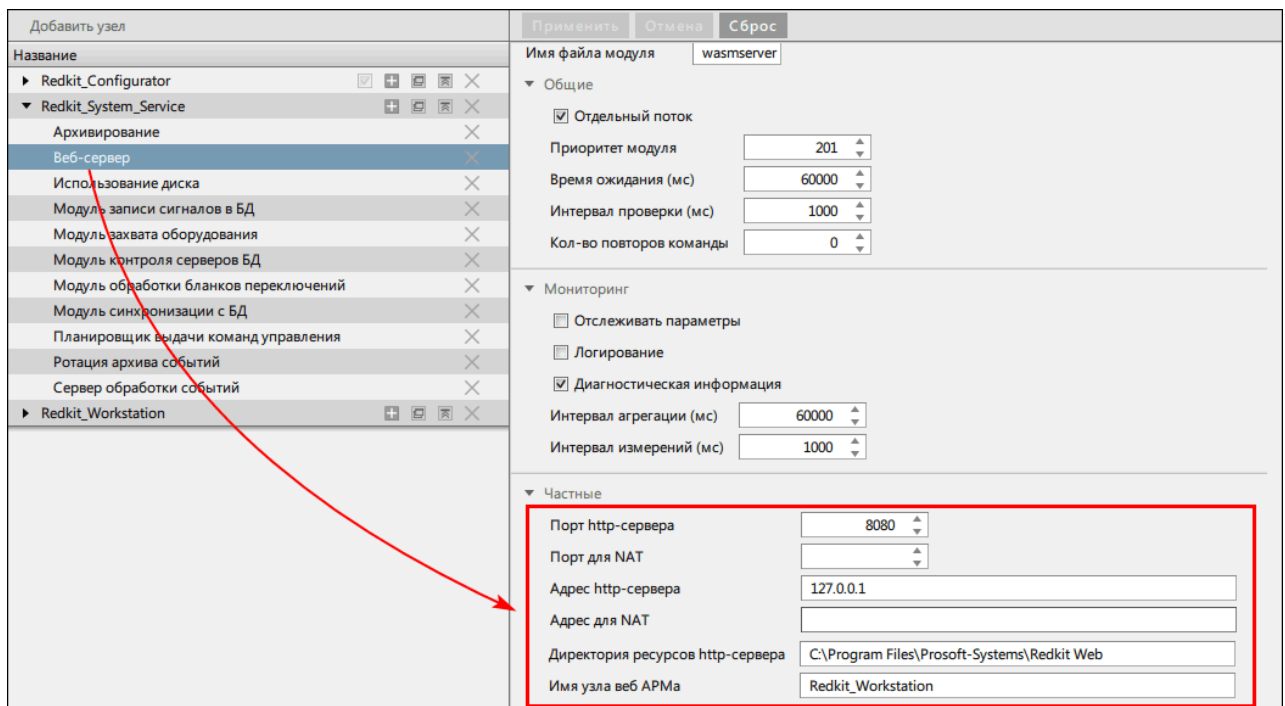 Добавить узел
Название
Redkit_Configurator
Redkit_System_Service
Архивирование
Веб-сервер
Использование диска
Модуль записи сигналов в БД
Модуль захвата оборудования
Модуль контроля серверов БД
Модуль обработки бланков переключений
Модуль синхронизации с БД
Планировщик выдачи команд управления
Ротация архива событий
Сервер обработки событий
Redkit_Workstation
Применить Отмена Сброс
Имя файла модуля wasmserver
Общие
Отдельный поток
Приоритет модуля 201
Время ожидания (мс) 60000
Интервал проверки (мс) 1000
Кол-во повторов команды 0
Мониторинг
Отслеживать параметры
Логирование
Диагностическая информация
Интервал агрегации (мс) 60000
Интервал измерений (мс) 1000
Частные
Порт http-сервера 8080
Порт для NAT
Адрес http-сервера 127.0.0.1
Адрес для NAT
Директория ресурсов http-сервера C:\Program Files\Prosoft-Systems\Redkit Web
Имя узла веб АРМа Redkit_Workstation